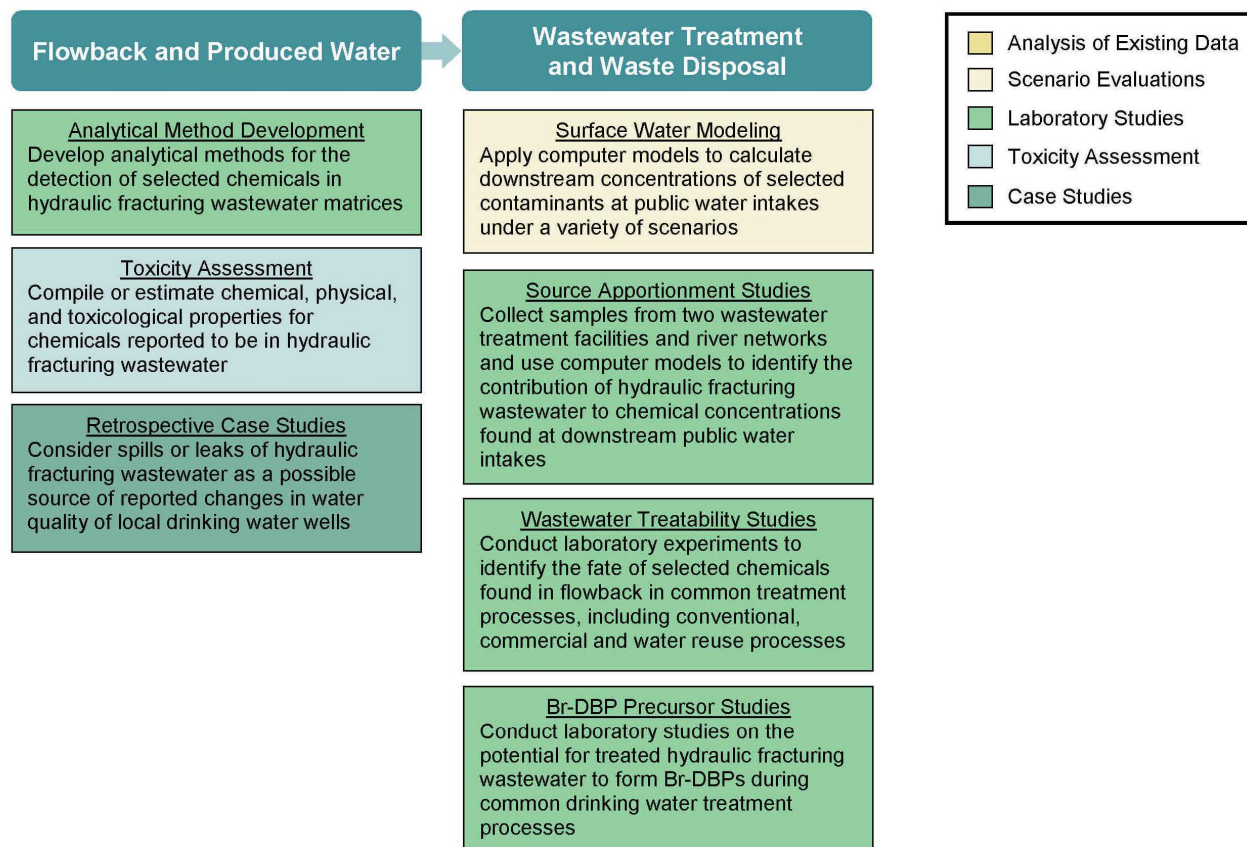 Flowback and Produced Water
Analytical Method Development
Develop analytical methods for the
detection of selected chemicals in
hydraulic fracturing wastewater matrices
Toxicity Assessment
Compile or estimate chemical, physical,
and toxicological properties for
chemicals reported to be in hydraulic
fracturing wastewater
Retrospective Case Studies
Consider spills or leaks of hydraulic
fracturing wastewater as a possible
source of reported changes in water
quality of local drinking water wells
Wastewater Treatment
and Waste Disposal
Surface Water Modeling
Apply computer models to calculate
downstream concentrations of selected
contaminants at public water intakes
under a variety of scenarios
Source Apportionment Studies
Collect samples from two wastewater
treatment facilities and river networks
and use computer models to identify the
contribution of hydraulic fracturing
wastewater to chemical concentrations
found at downstream public water
intakes
Wastewater Treatability Studies
Conduct laboratory experiments to
identify the fate of selected chemicals
found in flowback in common treatment
processes, including conventional,
commercial and water reuse processes
Br-DBP Precursor Studies
Conduct laboratory studies on the
potential for treated hydraulic fracturing
wastewater to form Br-DBPs during
common drinking water treatment
processes
Analysis of Existing Data
Scenario Evaluations
Laboratory Studies
Toxicity Assessment
Case Studies